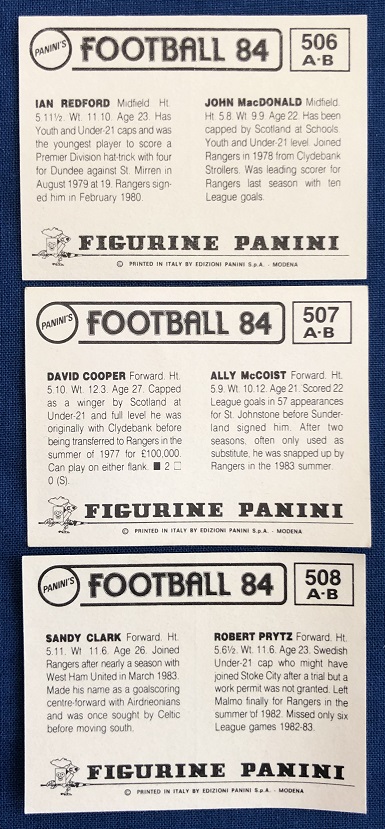 PANINI'S FOOTBALL 84 506 A-B
IAN REDFORD Midfield Ht
5.11½. Wt. 11.10. Age 23. Has
Youth and Under-21 caps and was
the youngest player to score a
Premier Division hat-trick with four
for Dundee against St. Mirren in
August 1979 at 19. Rangers sign-
ed him in February 1980.
JOHN MacDONALD Midfield.
Ht 5.8. Wt 9.9. Age 22. Has been
capped by Scotland at Schools,
Youth and Under-21 level. Joined
Rangers in 1978 from Clydebank
Strollers. Was leading scorer for
Rangers last season with ten
League goals.
FIGURINE PANINI
© PRINTED IN ITALY BY EDIZIONI PANINI S.p.A. - MODENA
PANINI'S FOOTBALL 84 507 A-B
DAVID COOPER Forward. Ht.
5.10. Wt. 12.3. Age 27. Capped
as a winger by Scotland at
Under-21 and full level he was
originally with Clydebank before
being transferred to Rangers in the
summer of 1977 for £100,000.
Can play on either flank. ■ 2 □
0 (S).
ALLY McCOIST Forward. Ht.
5.9. Wt. 10.12. Age 21. Scored 22
League goals in 57 appearances
for St. Johnstone before Sunder-
land signed him. After two
seasons, often only used as
substitute, he was snapped up by
Rangers in the 1983 summer.
FIGURINE PANINI
© PRINTED IN ITALY BY EDIZIONI PANINI S.p.A. - MODENA
PANINI'S FOOTBALL 84 508 A-B
SANDY CLARK Forward. Ht.
5.11. Wt. 11.6. Age 26. Joined
Rangers after nearly a season with
West Ham United in March 1983.
Made his name as a goalscoring
centre-forward with Airdrieonians
and was once sought by Celtic
before moving south.
ROBERT PRYTZ Forward. Ht.
5.6½. Wt. 11.6. Age 23. Swedish
Under-21 cap who might have
joined Stoke City after a trial but a
work permit was not granted. Left
Malmo finally for Rangers in the
summer of 1982. Missed only six
League games 1982-83.
FIGURINE PANINI
© PRINTED IN ITALY BY EDIZIONI PANINI S.p.A. - MODENA